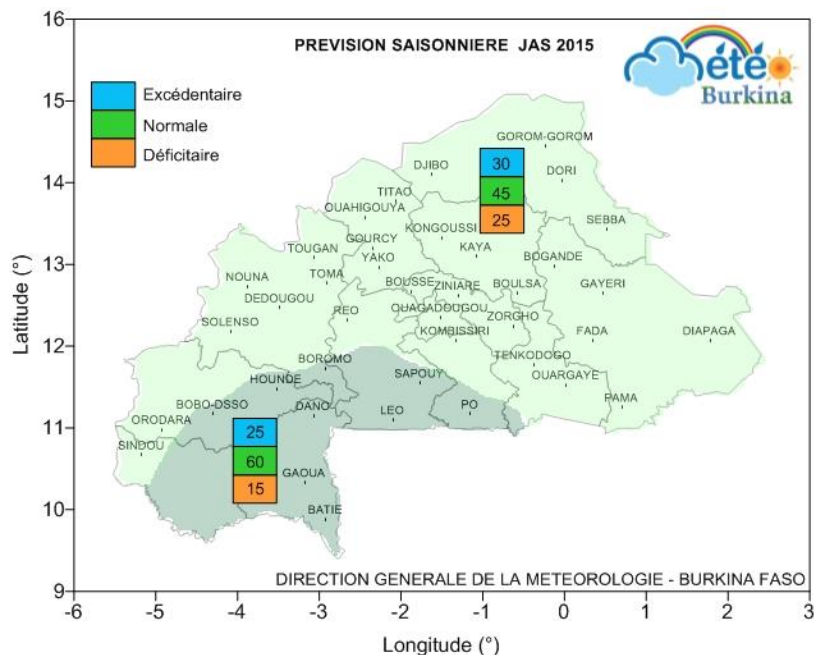 PREVISION SAISONNIERE JAS 2015
été
Burkina
Excédentaire
Normale
Déficitaire
16
15
14
13
12
11
10
9
Latitude (°)
GOROM-GOROM
DJIBO
DORI
30
45
25
TITAO
OUAHIGOUYA
SEBBA
KONGOUSSI
GOURCY
KAYA
TOUGAN
YAKO
BOGANDE
NOUNA
TOMA
BOUSSE
ZINIARE
BOULSA
GAYERI
DEDOUGOU
REO
OUAGADOUGOU
SOLENSO
KOMBISSIRI
ZORGHO
FADA
DIAPAGA
BOROMO
TENKODOGO
HOUNDE
SAPOUY
OUARGAYE
BOBO-DSSO
DANO
LEO
PO
PAMA
ORODARA
SINDOU
25
60
15
GAOUA
BATIE
DIRECTION GENERALE DE LA METEOROLOGIE - BURKINA FASO
-6 -5 -4 -3 -2 -1 0 1 2 3
Longitude (°)